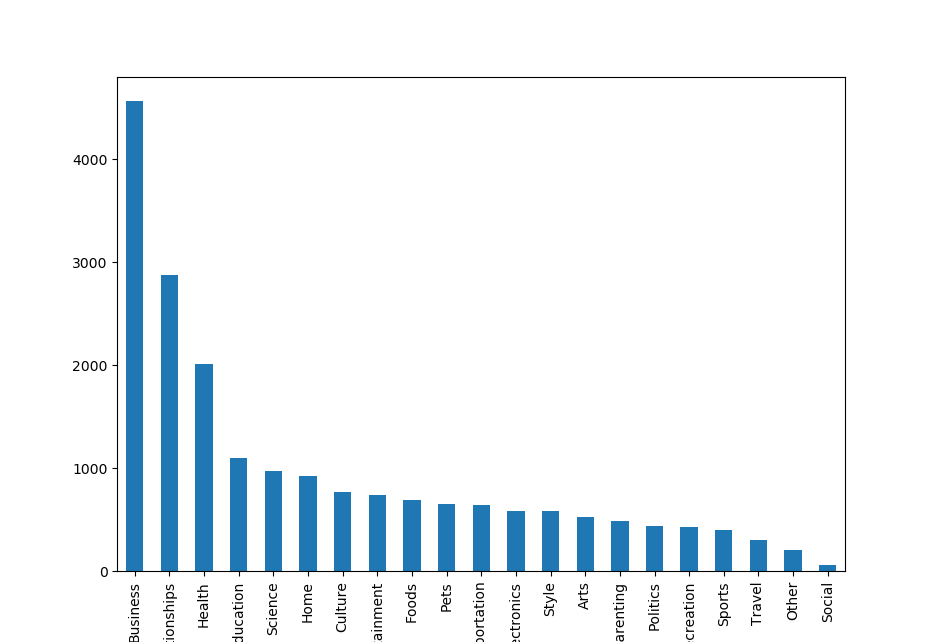 4000
3000
2000
1000
0
Business
ionships
Health
ducation
Science
Home
Culture
ainment
Foods
Pets
portation
ectronics
Style
Arts
arenting
Politics
creation
Sports
Travel
Other
Social